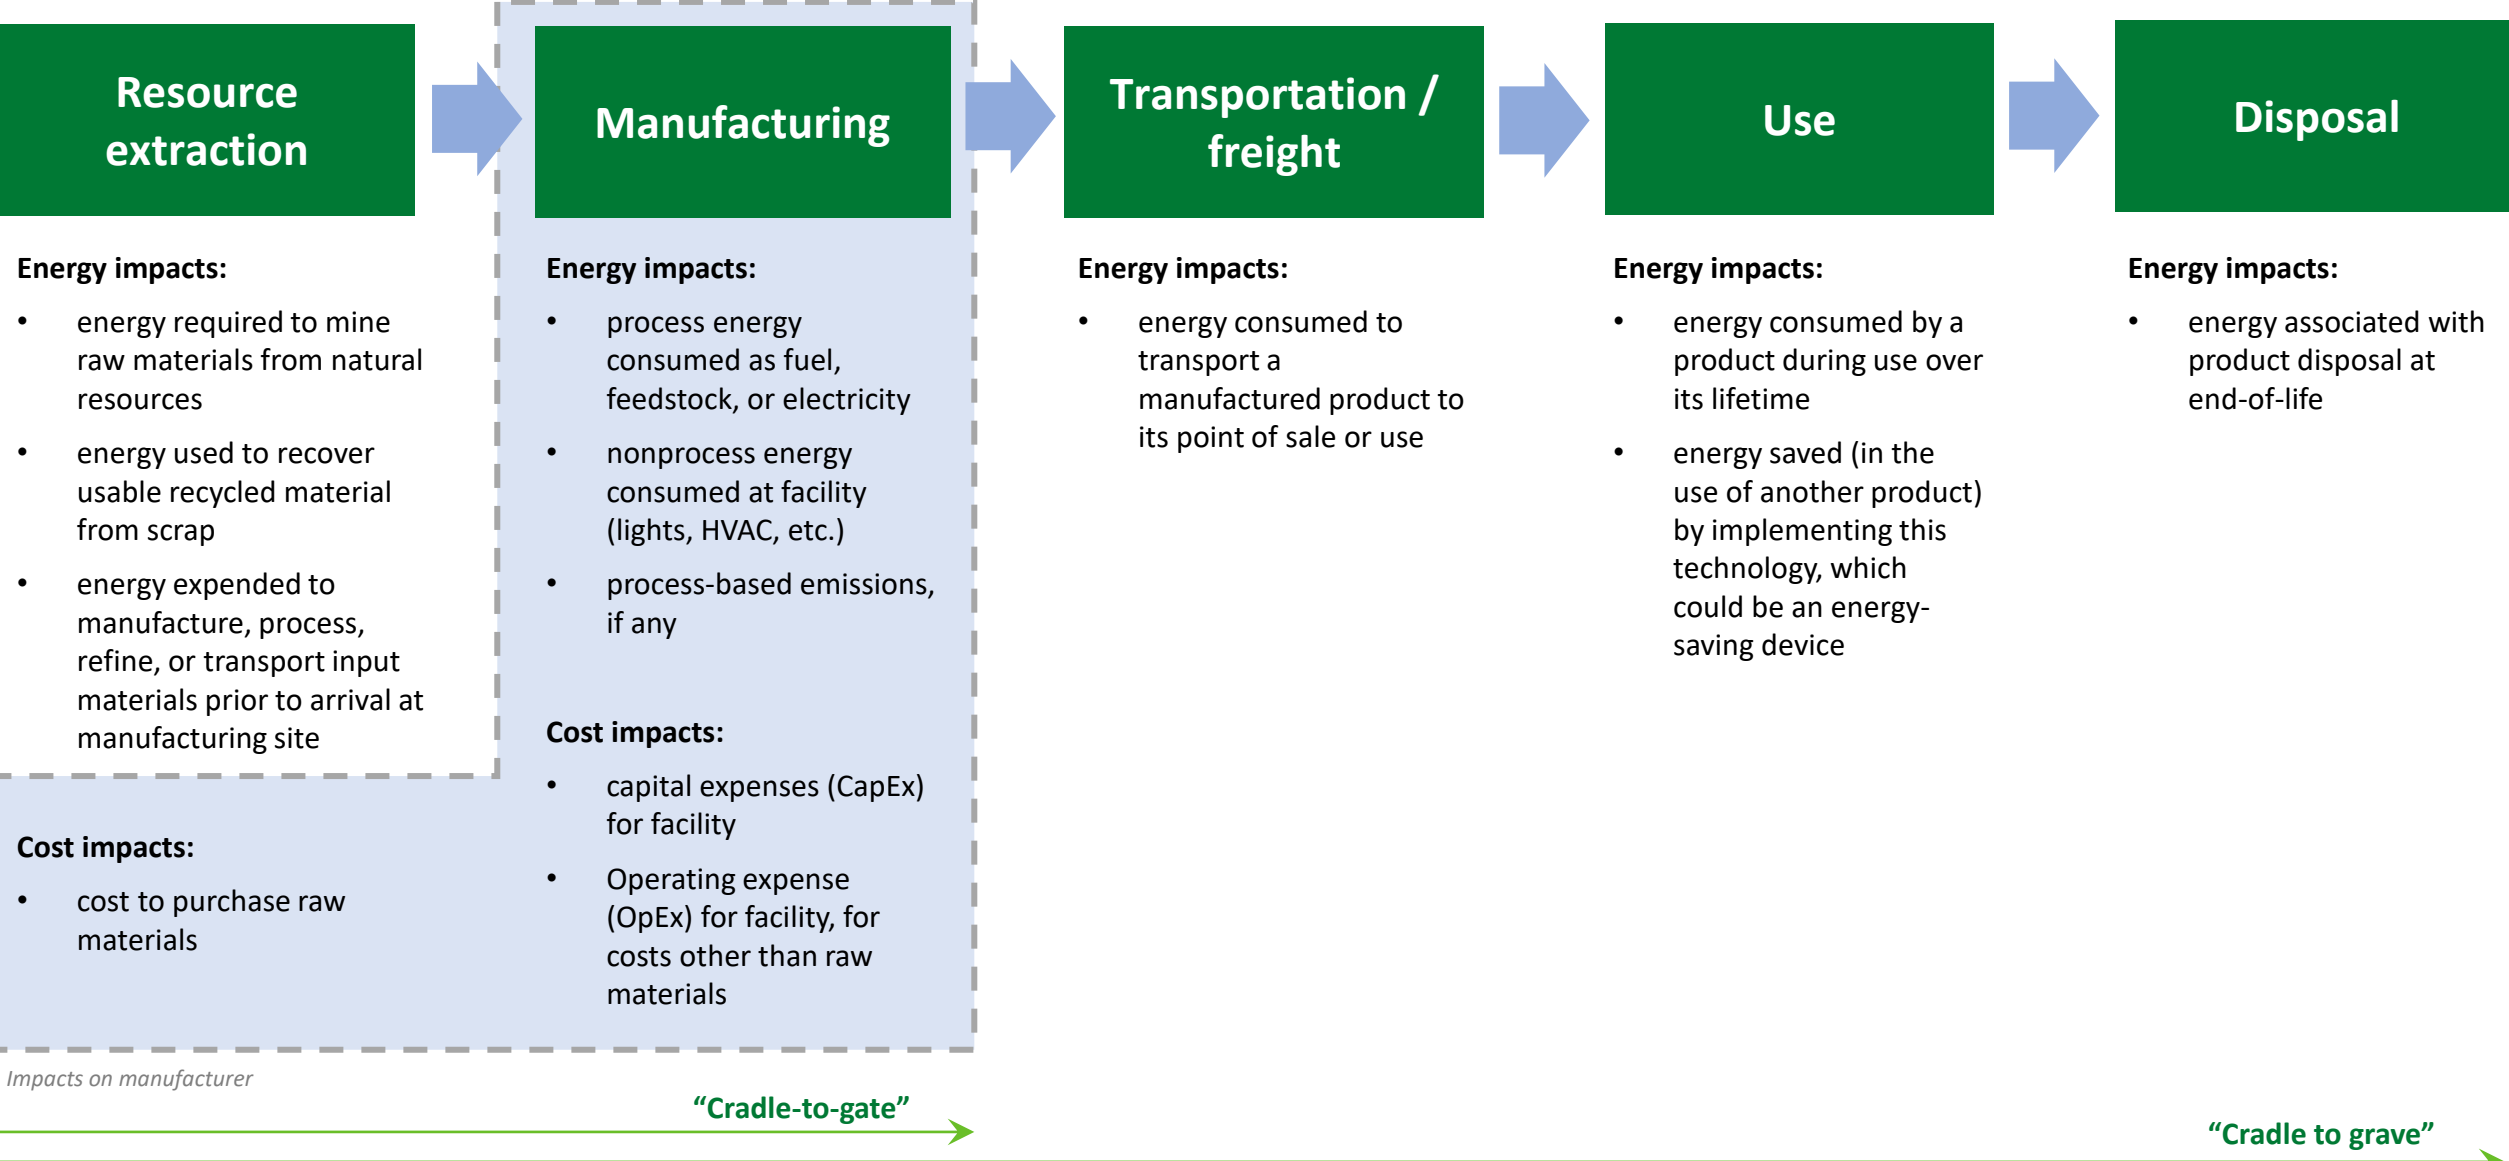 Resource
extraction
Manufacturing
Transportation /
freight
Use
Disposal
Energy impacts:
• energy required to mine
raw materials from natural
resources
• energy used to recover
usable recycled material
from scrap
• energy expended to
manufacture, process,
refine, or transport input
materials prior to arrival at
manufacturing site
Cost impacts:
• cost to purchase raw
materials
Energy impacts:
• process energy
consumed as fuel,
feedstock, or electricity
• nonprocess energy
consumed at facility
(lights, HVAC, etc.)
• process-based emissions,
if any
Cost impacts:
• capital expenses (CapEx)
for facility
• Operating expense
(OpEx) for facility, for
costs other than raw
materials
Energy impacts:
• energy consumed to
transport a
manufactured product to
its point of sale or use
Energy impacts:
• energy consumed by a
product during use over
its lifetime
• energy saved (in the
use of another product)
by implementing this
technology, which
could be an energy-
saving device
Energy impacts:
• energy associated with
product disposal at
end-of-life
Impacts on manufacturer
“Cradle-to-gate”
“Cradle to grave”